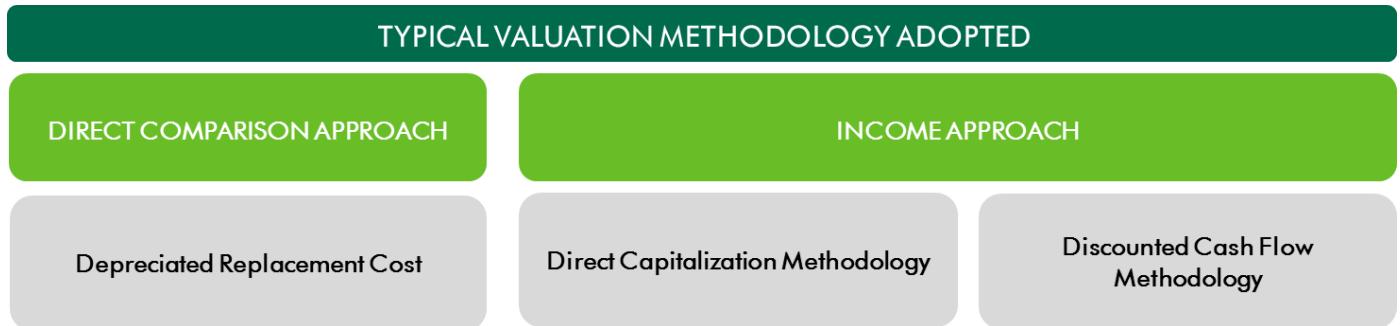 TYPICAL VALUATION METHODOLOGY ADOPTED
DIRECT COMPARISON APPROACH
INCOME APPROACH
Depreciated Replacement Cost
Direct Capitalization Methodology
Discounted Cash Flow
Methodology